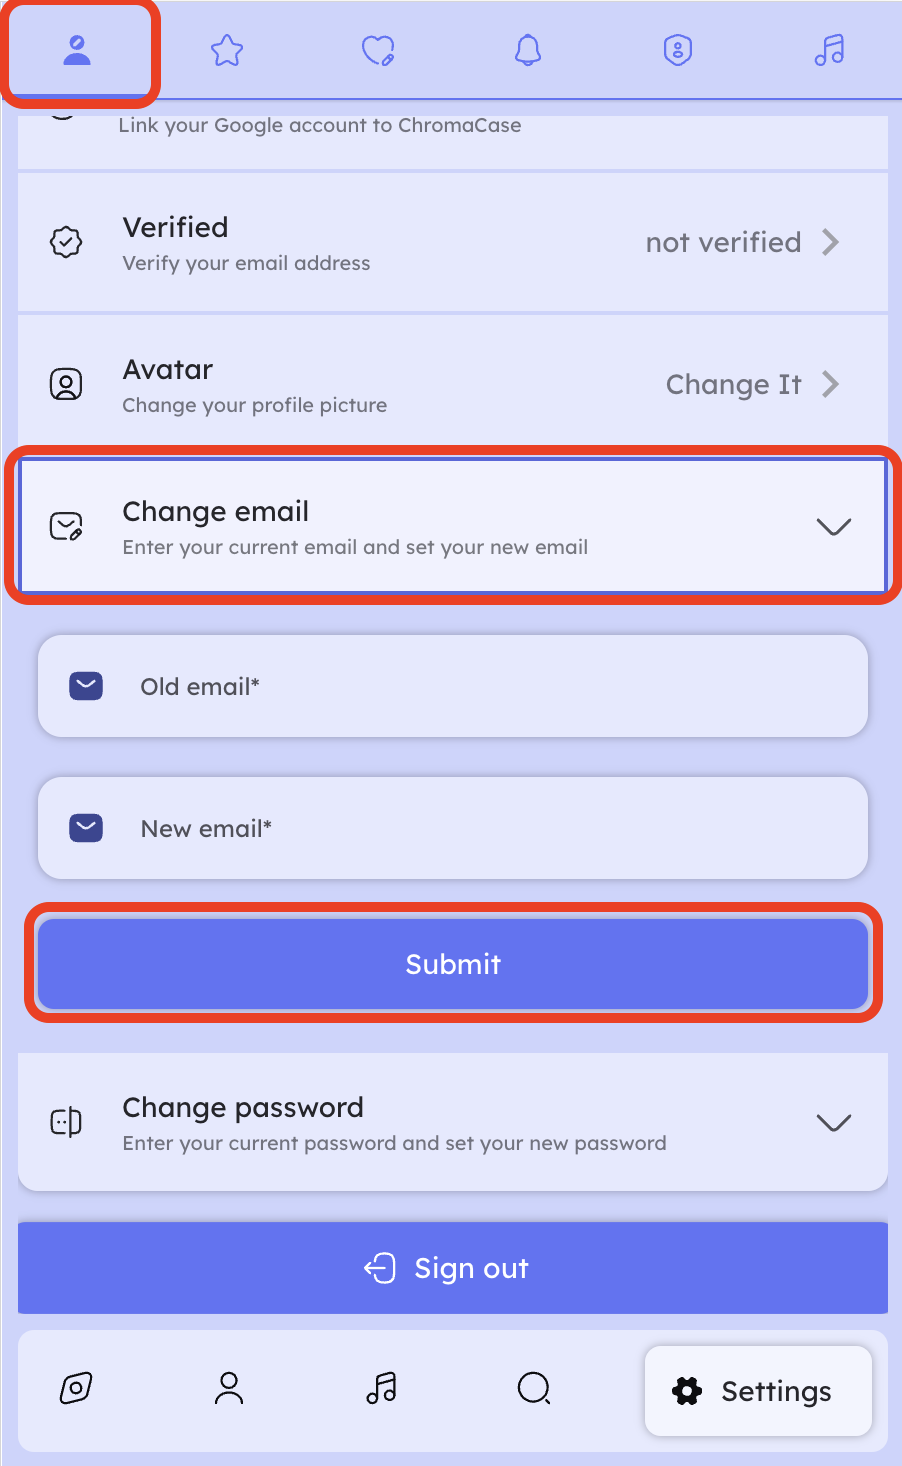 Link your Google account to ChromaCase
Verified
Verify your email address
not verified
Avatar
Change your profile picture
Change It
Change email
Enter your current email and set your new email
Old email*
New email*
Submit
Change password
Enter your current password and set your new password
Sign out
Settings